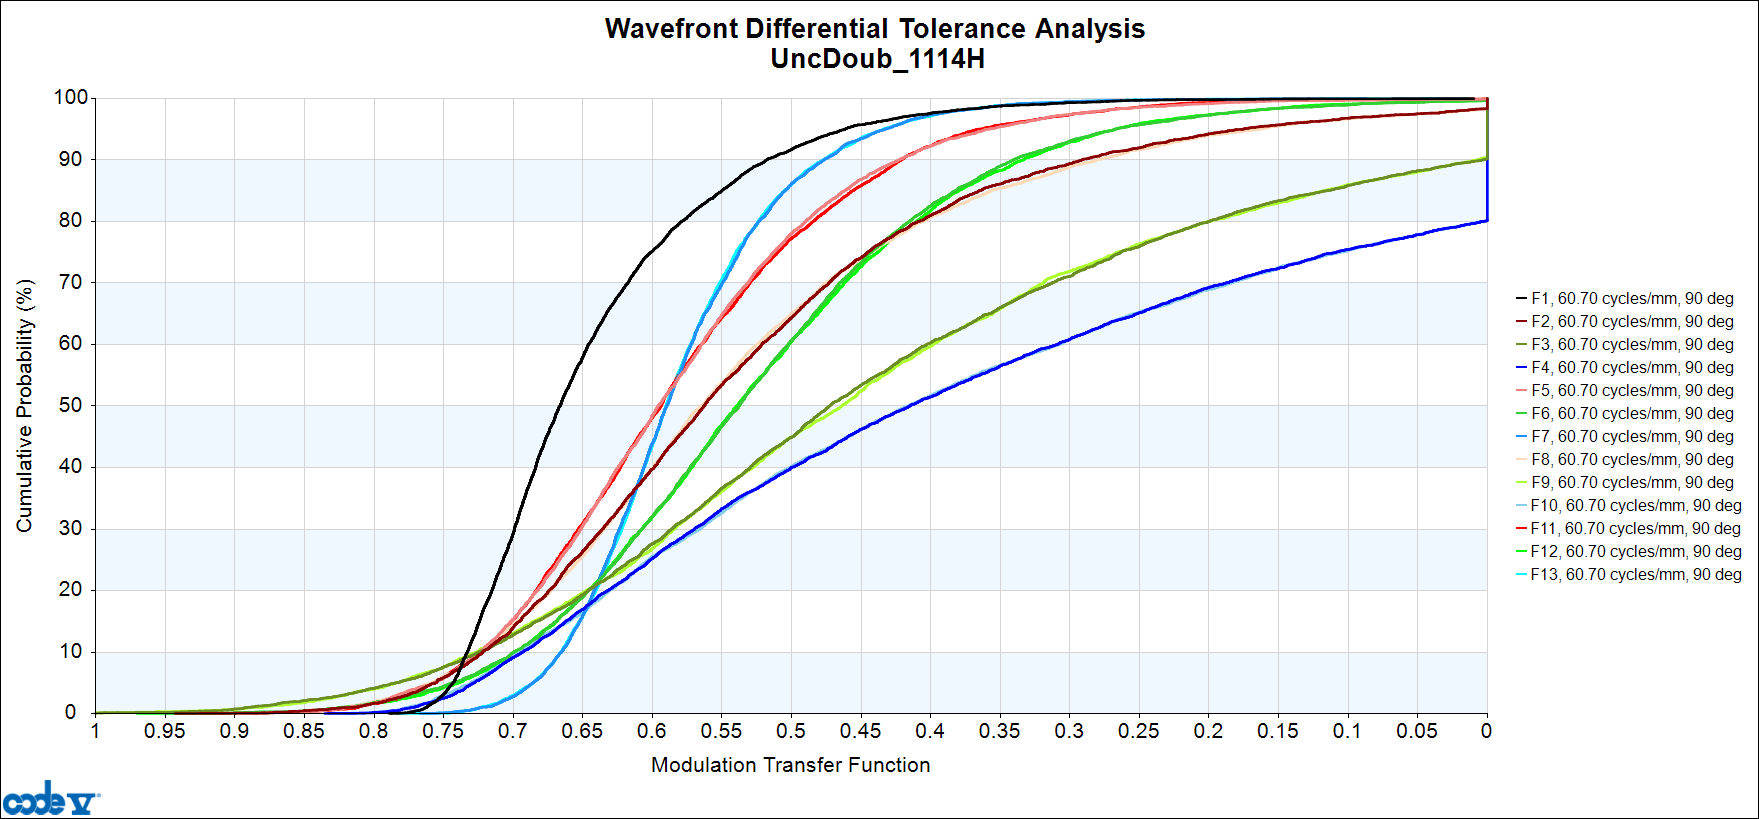 Wavefront Differential Tolerance Analysis
UncDoub_1114H
Cumulative Probability (%)
100
90
80
70
60
50
40
30
20
10
0
1 0.95 0.9 0.85 0.8 0.75 0.7 0.65 0.6 0.55 0.5 0.45 0.4 0.35 0.3 0.25 0.2 0.15 0.1 0.05 0
Modulation Transfer Function
F1, 60.70 cycles/mm, 90 deg
F2, 60.70 cycles/mm, 90 deg
F3, 60.70 cycles/mm, 90 deg
F4, 60.70 cycles/mm, 90 deg
F5, 60.70 cycles/mm, 90 deg
F6, 60.70 cycles/mm, 90 deg
F7, 60.70 cycles/mm, 90 deg
F8, 60.70 cycles/mm, 90 deg
F9, 60.70 cycles/mm, 90 deg
F10, 60.70 cycles/mm, 90 deg
F11, 60.70 cycles/mm, 90 deg
F12, 60.70 cycles/mm, 90 deg
F13, 60.70 cycles/mm, 90 deg
code V®